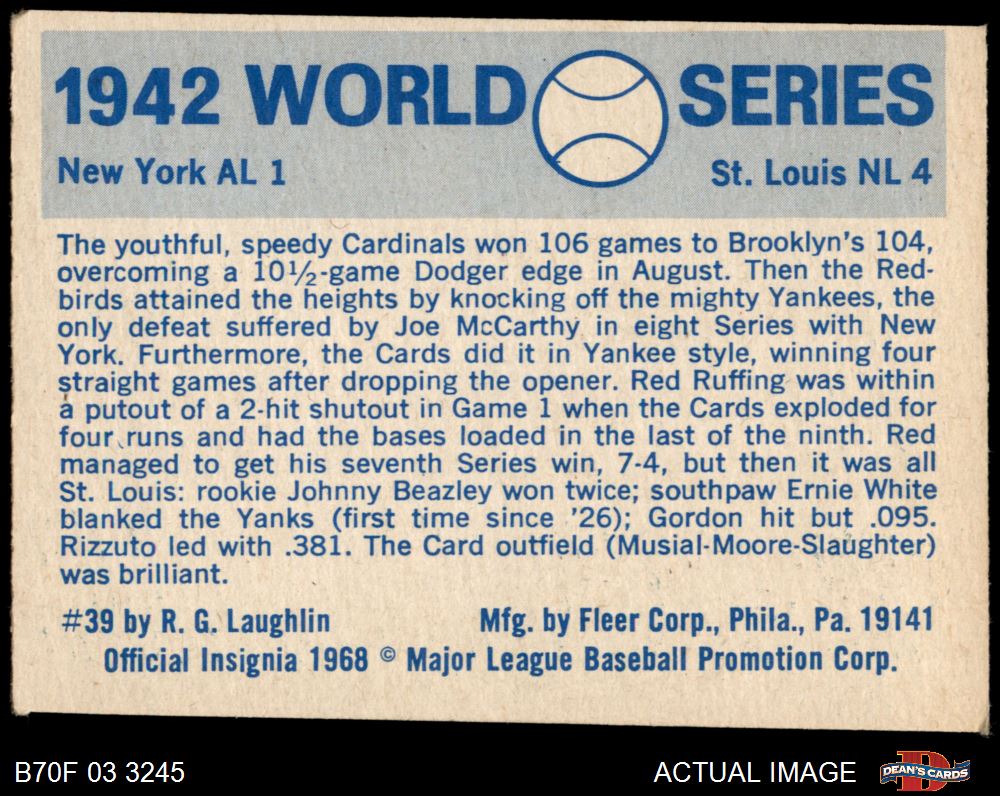 1942 WORLD SERIES
New York AL 1 St. Louis NL 4
The youthful, speedy Cardinals won 106 games to Brooklyn's 104,
overcoming a 10½-game Dodger edge in August. Then the Red-
birds attained the heights by knocking off the mighty Yankees, the
only defeat suffered by Joe McCarthy in eight Series with New
York. Furthermore, the Cards did it in Yankee style, winning four
straight games after dropping the opener. Red Ruffing was within
a putout of a 2-hit shutout in Game 1 when the Cards exploded for
four runs and had the bases loaded in the last of the ninth. Red
managed to get his seventh Series win, 7-4, but then it was all
St. Louis: rookie Johnny Beazley won twice; southpaw Ernie White
blanked the Yanks (first time since '26); Gordon hit but .095.
Rizzuto led with .381. The Card outfield (Musial-Moore-Slaughter)
was brilliant.
#39 by R. G. Laughlin Mfg. by Fleer Corp., Phila., Pa. 19141
Official Insignia 1968 © Major League Baseball Promotion Corp.
B70F 03 3245 ACTUAL IMAGE D DEAN'S CARDS